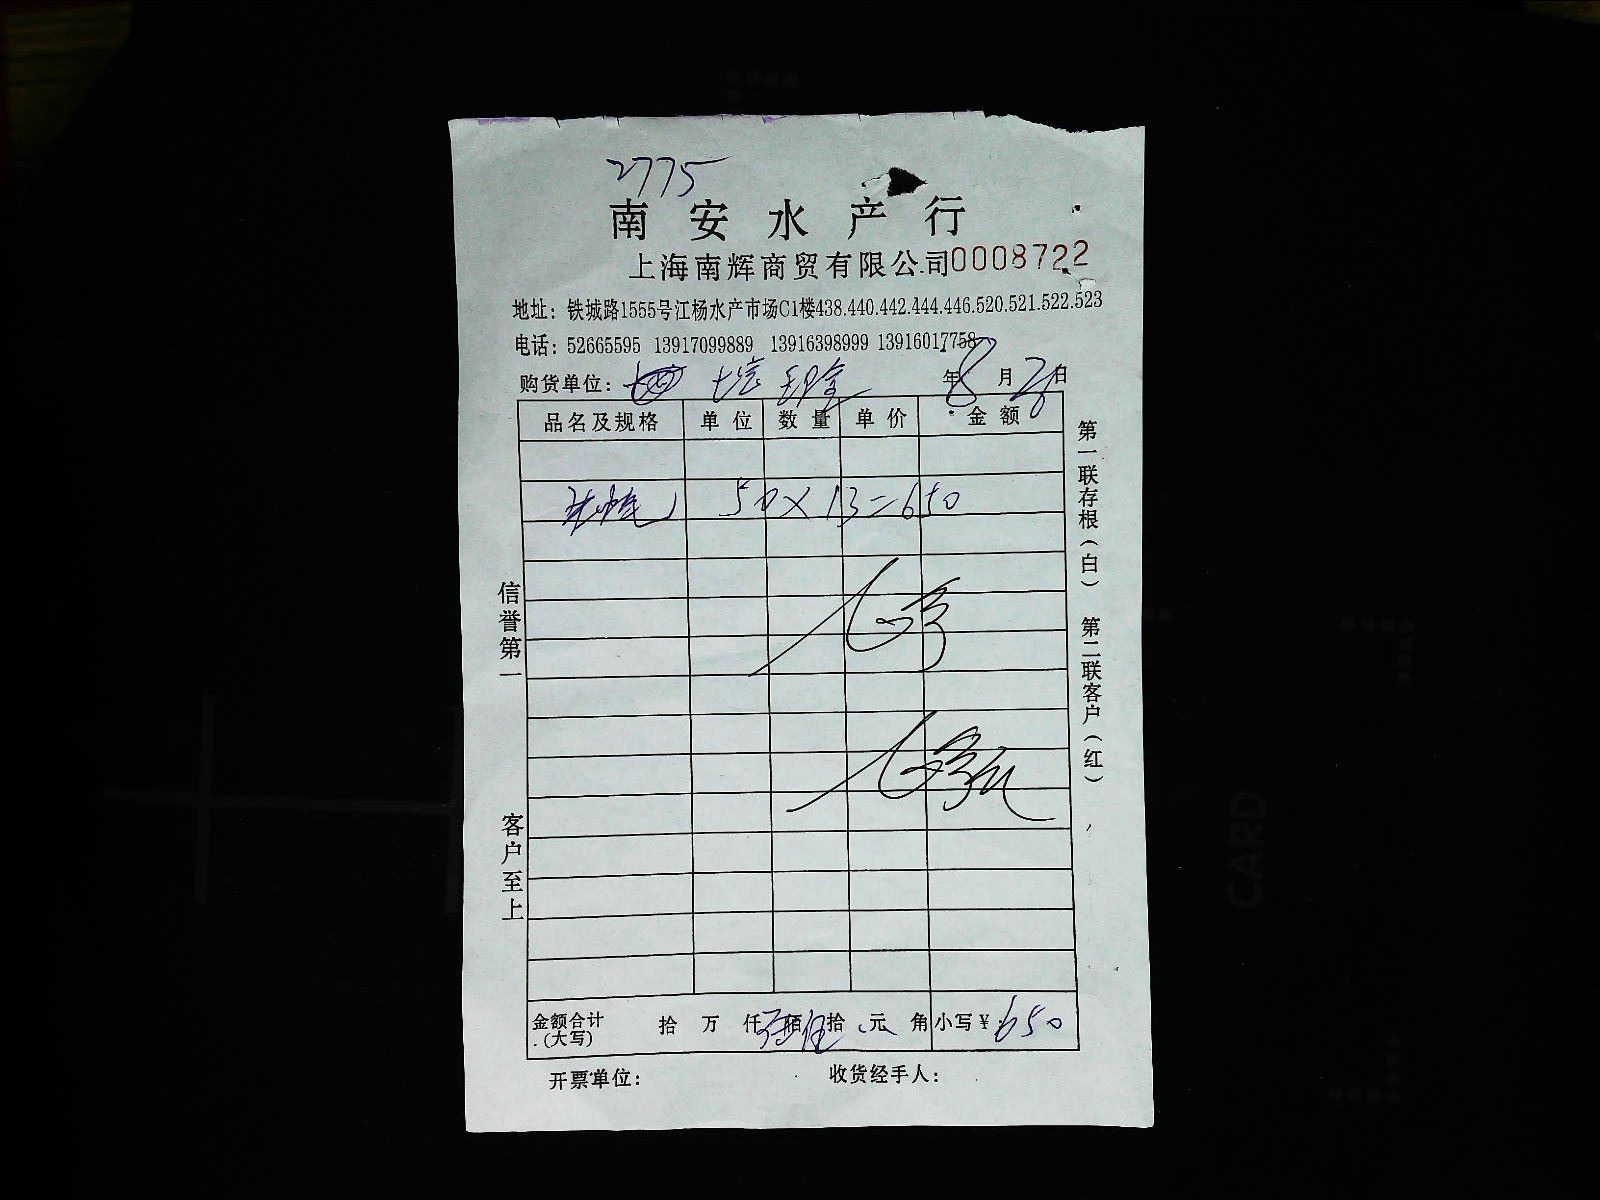 2775
南安水产行
上海南辉商贸有限公司0008722
地址：铁城路1555号江杨水产市场C1楼438.440.442.444.446.520.521.522.523
电话：52665595 13917099889 13916398999 13916017758
购货单位： 年8月20日
品名及规格 单位 数量 单价 金额
50×13=650
信誉第一
客户至上
第一联存根（白） 第二联客户（红）
金额合计(大写) 拾 万 仟 佰 拾 元 角 小写￥：650
开票单位： 收货经手人：
CARD